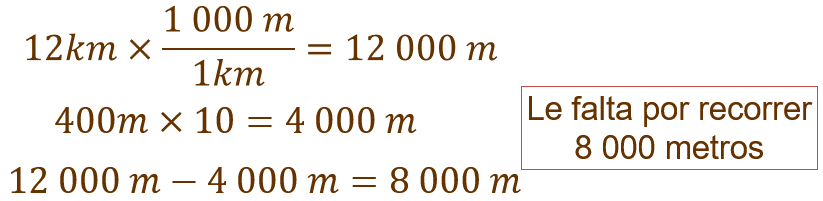 12km × 1 000 m / 1km = 12 000 m
400m × 10 = 4 000 m
12 000 m − 4 000 m = 8 000 m
Le falta por recorrer
8 000 metros